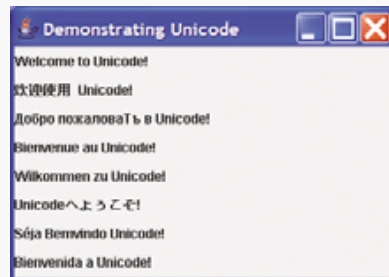 Demonstrating Unicode
Welcome to Unicode!
欢迎使用 Unicode!
Добро пожаловаТь в Unicode!
Bienvenue au Unicode!
Wilkommen zu Unicode!
Unicodeへようこそ!
Séja Bemvindo Unicode!
Bienvenida a Unicode!